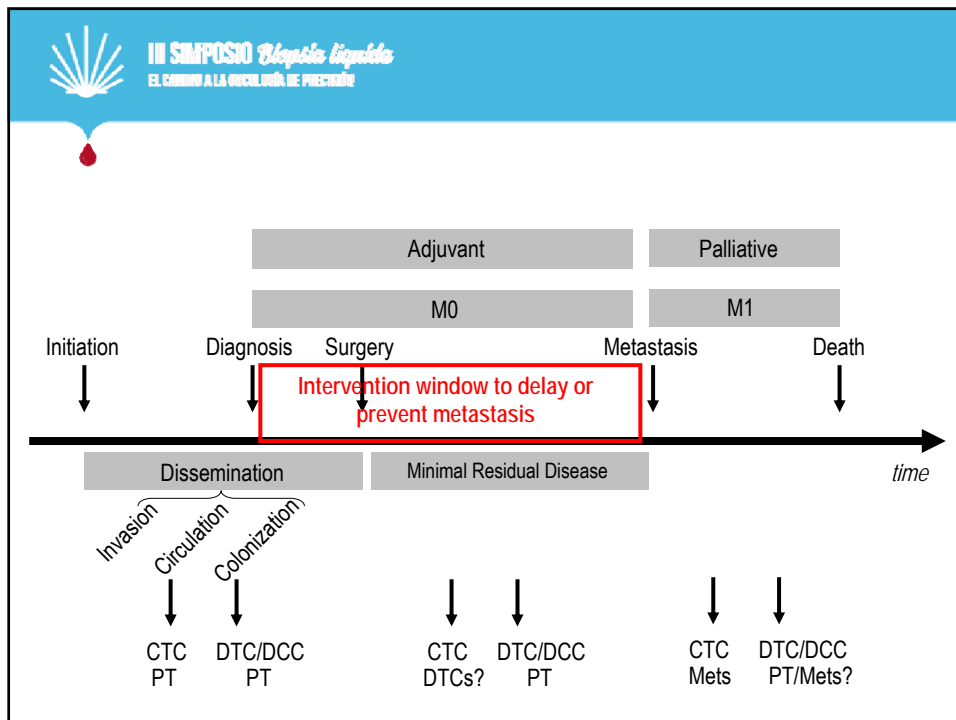 III SIMPOSIO Biopsia líquida
EL CAMINO A LA ONCOLOGÍA DE PRECISIÓN
Adjuvant
Palliative
M0
M1
Initiation
Diagnosis
Surgery
Metastasis
Death
Intervention window to delay or
prevent metastasis
Dissemination
Minimal Residual Disease
time
Invasion
Circulation
Colonization
CTC
PT
DTC/DCC
PT
CTC
DTCs?
DTC/DCC
PT
CTC
Mets
DTC/DCC
PT/Mets?